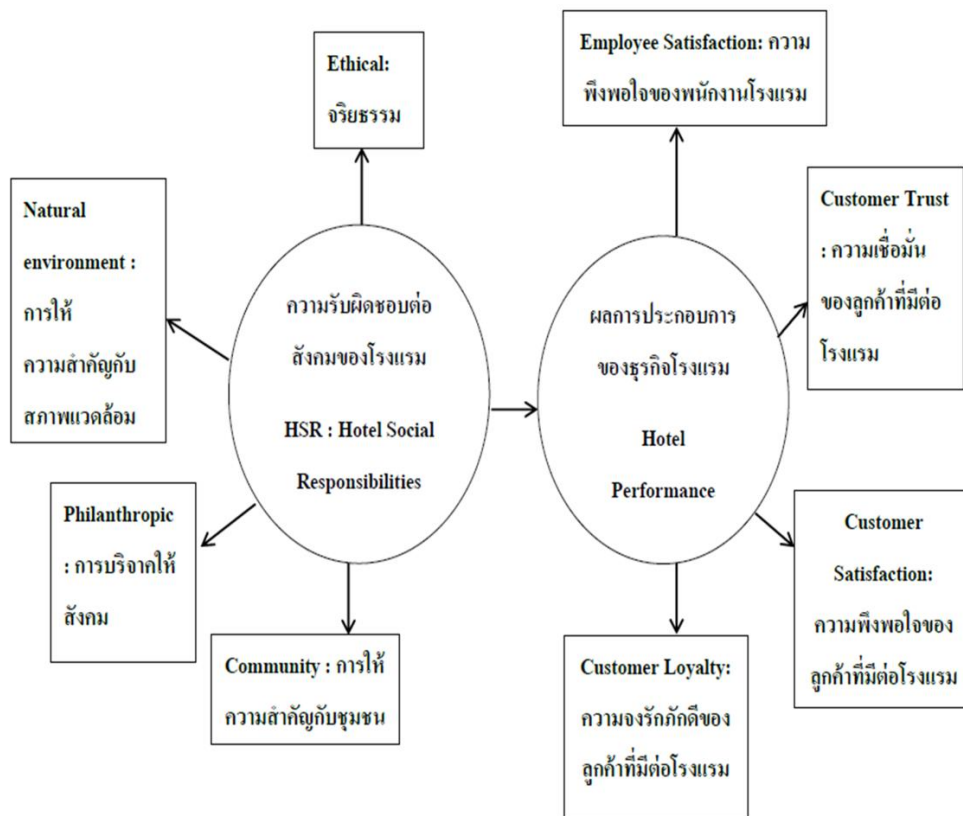 Ethical:
จริยธรรม
Employee Satisfaction: ความ
พึงพอใจของพนักงานโรงแรม
Natural
environment :
การให้
ความสำคัญกับ
สภาพแวดล้อม
Customer Trust
: ความเชื่อมั่น
ของลูกค้าที่มีต่อ
โรงแรม
ความรับผิดชอบต่อ
สังคมของโรงแรม
HSR : Hotel Social
Responsibilities
ผลการประกอบการ
ของธุรกิจโรงแรม
Hotel
Performance
Philanthropic
: การบริจาคให้
สังคม
Customer
Satisfaction:
ความพึงพอใจของ
ลูกค้าที่มีต่อโรงแรม
Community : การให้
ความสำคัญกับชุมชน
Customer Loyalty:
ความจงรักภักดีของ
ลูกค้าที่มีต่อโรงแรม